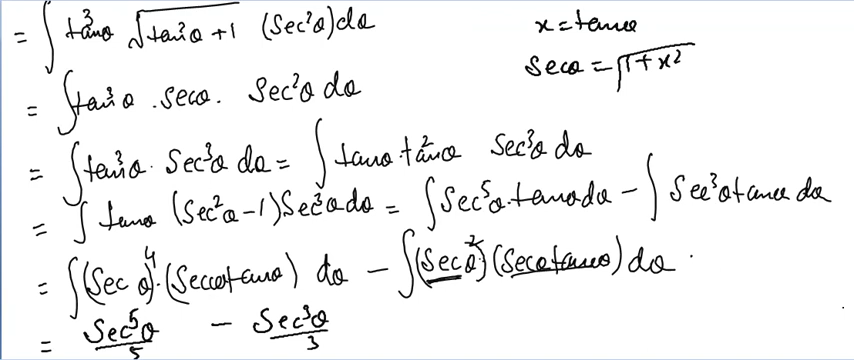 = ∫ tan³θ √(tan²θ + 1) (Sec²θ) dθ
x = tanθ
Secθ = √(1 + x²)
= ∫ tan³θ . Secθ . Sec²θ dθ
= ∫ tan³θ . Sec³θ dθ = ∫ tanθ . tan²θ Sec³θ dθ
= ∫ tanθ (Sec²θ - 1) Sec³θ dθ = ∫ Sec⁵θ . tanθ dθ - ∫ Sec³θ tanθ dθ
= ∫ (Sec θ)⁴ . (Secθ tanθ) dθ - ∫ (Secθ)² (Secθ tanθ) dθ .
= Sec⁵θ/5 - Sec³θ/3